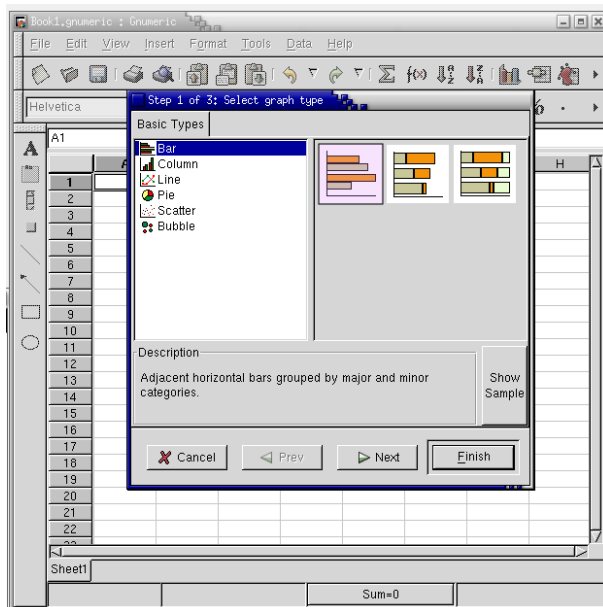 Book1.gnumeric : Gnumeric
File Edit View Insert Format Tools Data Help
Helvetica
Step 1 of 3: Select graph type
Basic Types
A1
Bar
Column
Line
Pie
Scatter
Bubble
H
1
2
3
4
5
6
7
8
9
10
11
12
13
14
15
16
17
18
19
20
21
22
Description
Adjacent horizontal bars grouped by major and minor
categories.
Show
Sample
Cancel
Prev
Next
Finish
Sheet1
Sum=0